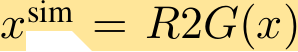 x^sim = R2G(x)